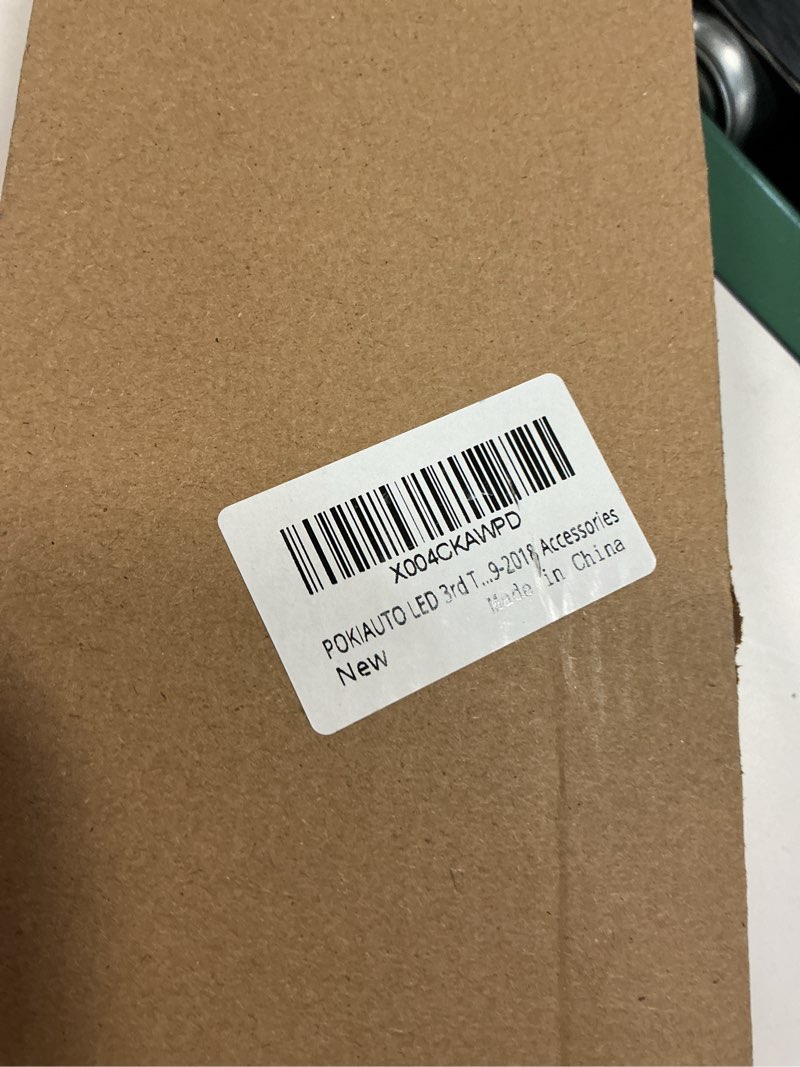 X004CKAWPD
POKIAUTO LED 3rd T...9-2018 Accessories
New
Made in China